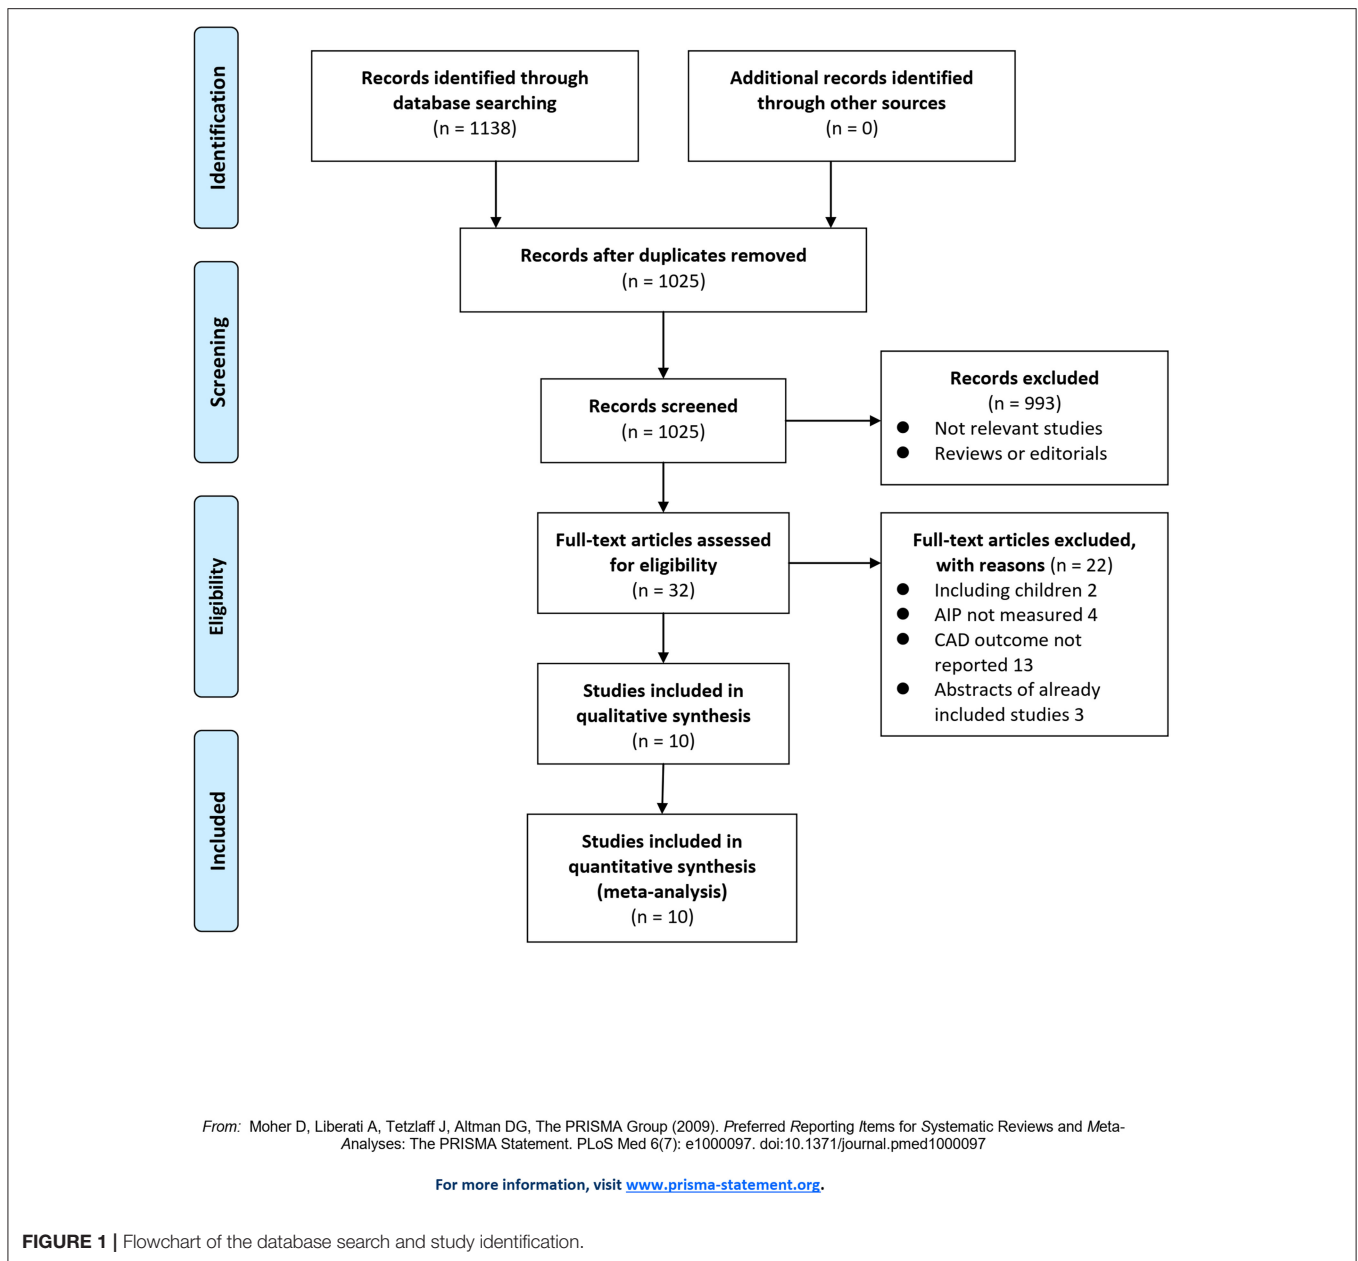 Identification
Records identified through
database searching
(n = 1138)
Additional records identified
through other sources
(n = 0)
Records after duplicates removed
(n = 1025)
Screening
Records screened
(n = 1025)
Records excluded
(n = 993)
● Not relevant studies
● Reviews or editorials
Eligibility
Full-text articles assessed
for eligibility
(n = 32)
Full-text articles excluded,
with reasons (n = 22)
● Including children 2
● AIP not measured 4
● CAD outcome not
reported 13
● Abstracts of already
included studies 3
Studies included in
qualitative synthesis
(n = 10)
Included
Studies included in
quantitative synthesis
(meta-analysis)
(n = 10)
From: Moher D, Liberati A, Tetzlaff J, Altman DG, The PRISMA Group (2009). Preferred Reporting Items for Systematic Reviews and Meta-
Analyses: The PRISMA Statement. PLoS Med 6(7): e1000097. doi:10.1371/journal.pmed1000097
For more information, visit www.prisma-statement.org.
FIGURE 1 | Flowchart of the database search and study identification.